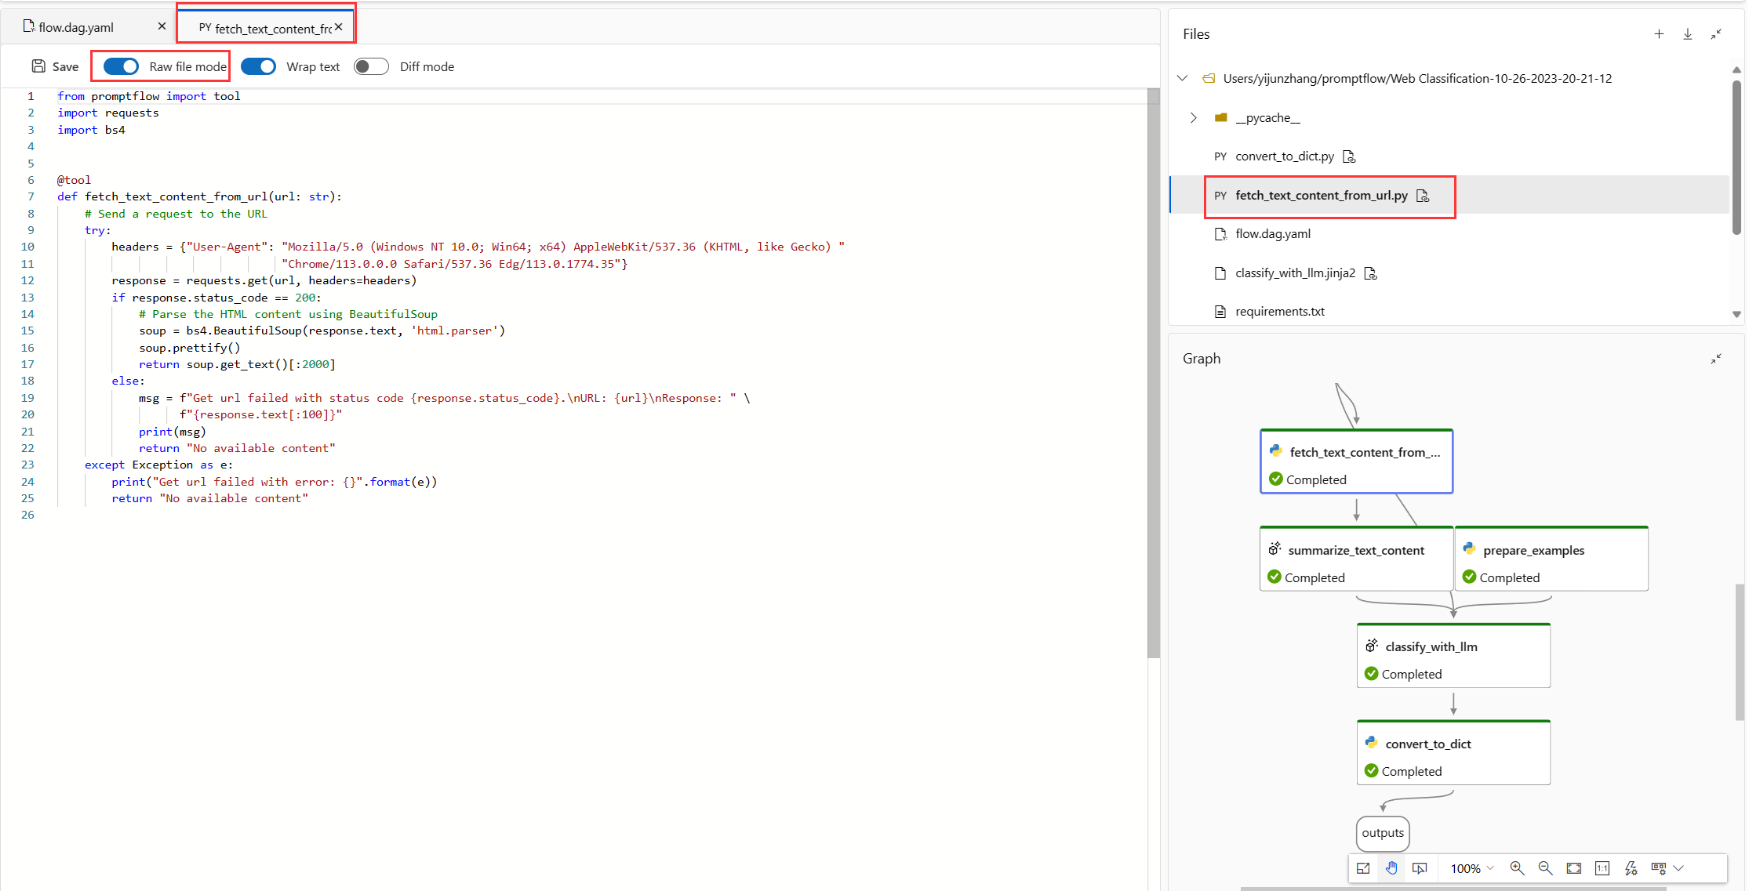 flow.dag.yaml
PY fetch_text_content_frc
Save Raw file mode Wrap text Diff mode
1 from promptflow import tool
2 import requests
3 import bs4
4
5
6 @tool
7 def fetch_text_content_from_url(url: str):
8 # Send a request to the URL
9 try:
10 headers = {"User-Agent": "Mozilla/5.0 (Windows NT 10.0; Win64; x64) AppleWebKit/537.36 (KHTML, like Gecko) "
11 "Chrome/113.0.0.0 Safari/537.36 Edg/113.0.1774.35"}
12 response = requests.get(url, headers=headers)
13 if response.status_code == 200:
14 # Parse the HTML content using BeautifulSoup
15 soup = bs4.BeautifulSoup(response.text, 'html.parser')
16 soup.prettify()
17 return soup.get_text()[:2000]
18 else:
19 msg = f"Get url failed with status code {response.status_code}.\nURL: {url}\nResponse: " \
20 f"{response.text[:100]}"
21 print(msg)
22 return "No available content"
23 except Exception as e:
24 print("Get url failed with error: {}".format(e))
25 return "No available content"
26
Files
Users/yijunzhang/promptflow/Web Classification-10-26-2023-20-21-12
__pycache__
PY convert_to_dict.py
PY fetch_text_content_from_url.py
flow.dag.yaml
classify_with_llm.jinja2
requirements.txt
Graph
fetch_text_content_from_...
Completed
summarize_text_content
Completed
prepare_examples
Completed
classify_with_llm
Completed
convert_to_dict
Completed
outputs
100%
1:1